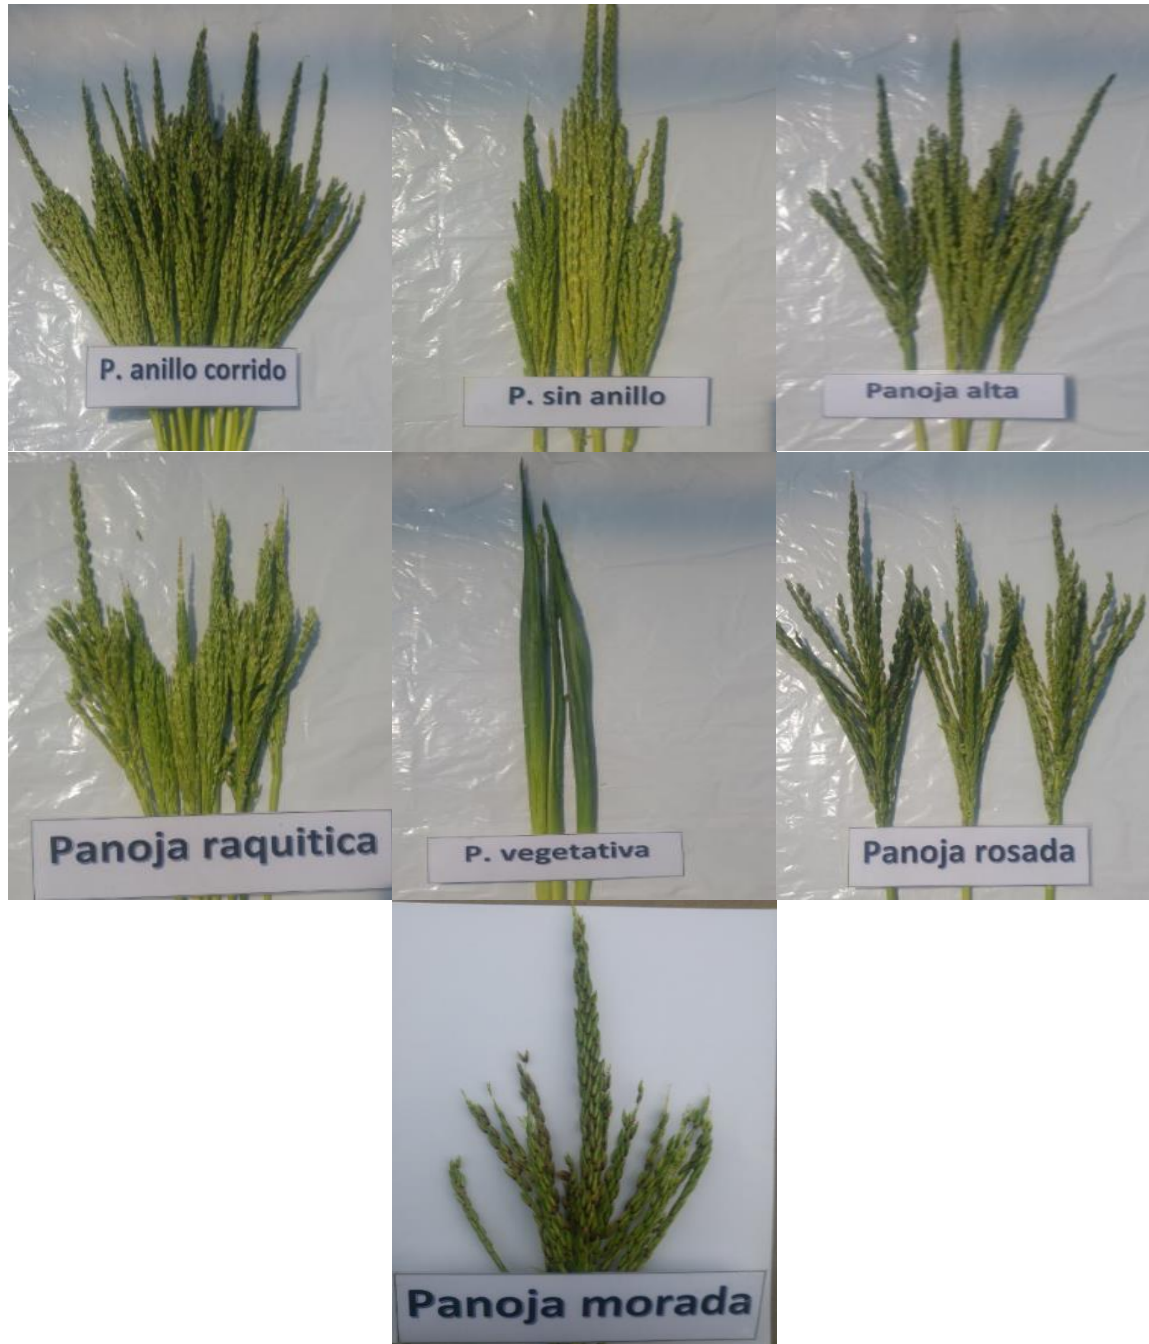 P. anillo corrido
P. sin anillo
Panoja alta
Panoja raquitica
P. vegetativa
Panoja rosada
Panoja morada